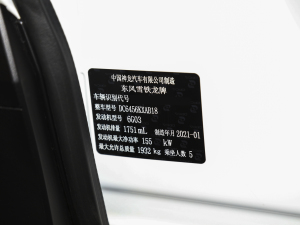 中国神龙汽车有限公司制造
东风雪铁龙牌
车辆识别代号
整车型号 DC6450KXAB18
发动机型号 6G03
发动机排量 1751mL 制造年月 2021-01
发动机最大净功率 155 kW
最大允许总质量 1932 kg 乘坐人数 5